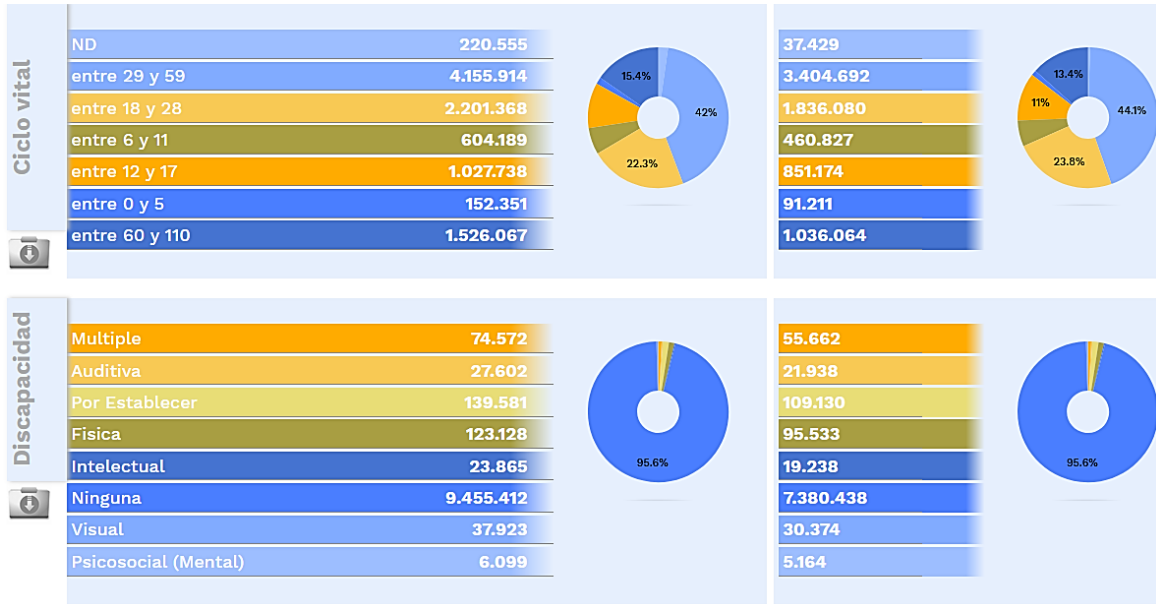 Ciclo vital
ND 220.555 37.429
entre 29 y 59 4.155.914 3.404.692
entre 18 y 28 2.201.368 1.836.080
entre 6 y 11 604.189 460.827
entre 12 y 17 1.027.738 851.174
entre 0 y 5 152.351 91.211
entre 60 y 110 1.526.067 1.036.064
15.4%
42%
22.3%
13.4%
11%
44.1%
23.8%
Discapacidad
Multiple 74.572 55.662
Auditiva 27.602 21.938
Por Establecer 139.581 109.130
Fisica 123.128 95.533
Intelectual 23.865 19.238
Ninguna 9.455.412 7.380.438
Visual 37.923 30.374
Psicosocial (Mental) 6.099 5.164
95.6%
95.6%